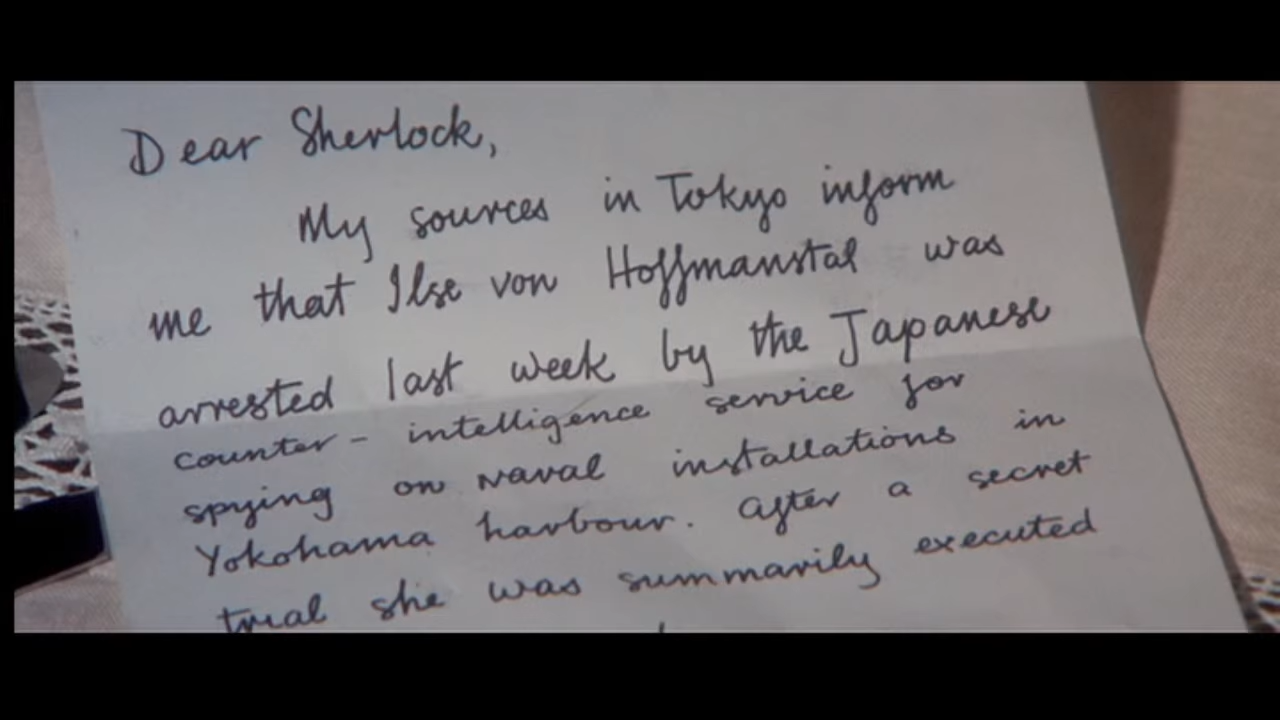 Dear Sherlock,
My sources in Tokyo inform
me that Ilse von Hoffmanstal was
arrested last week by the Japanese
counter - intelligence service for
spying on naval installations in
Yokohama harbour. After a secret
trial she was summarily executed